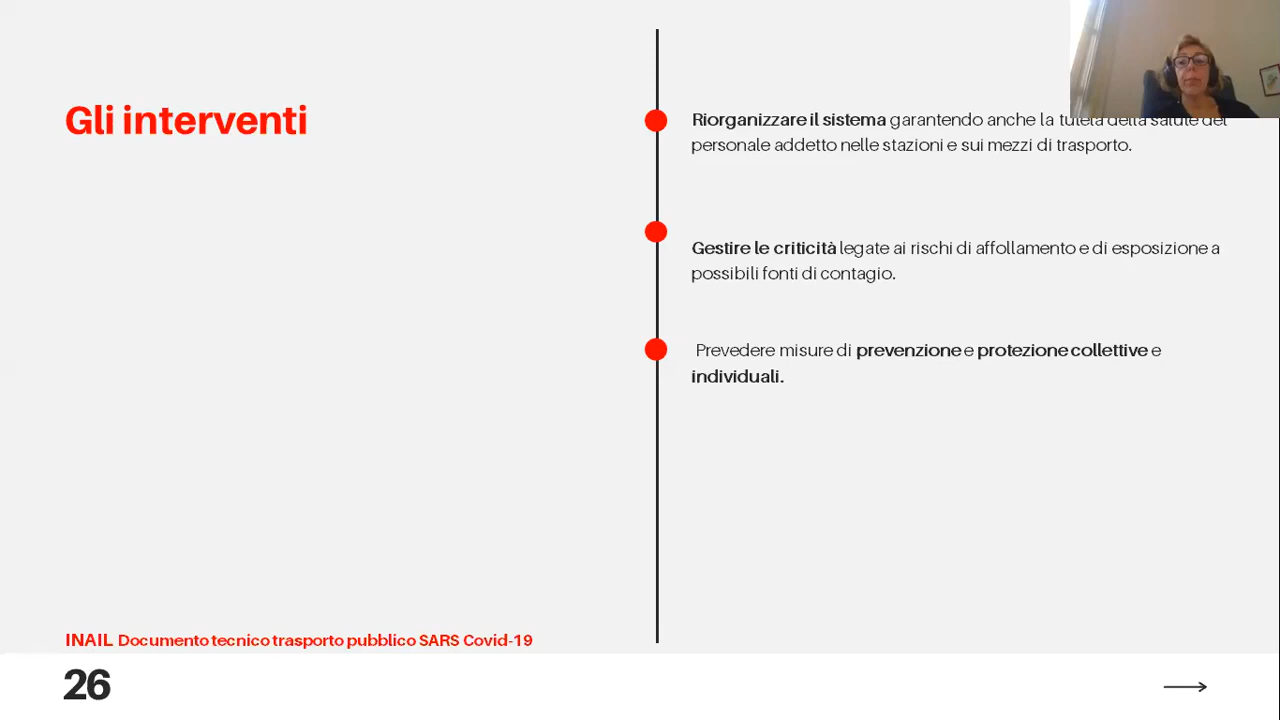 Gli interventi
Riorganizzare il sistema garantendo anche la tutela della salute del
personale addetto nelle stazioni e sui mezzi di trasporto.
Gestire le criticità legate ai rischi di affollamento e di esposizione a
possibili fonti di contagio.
Prevedere misure di prevenzione e protezione collettive e
individuali.
INAIL Documento tecnico trasporto pubblico SARS Covid-19
26